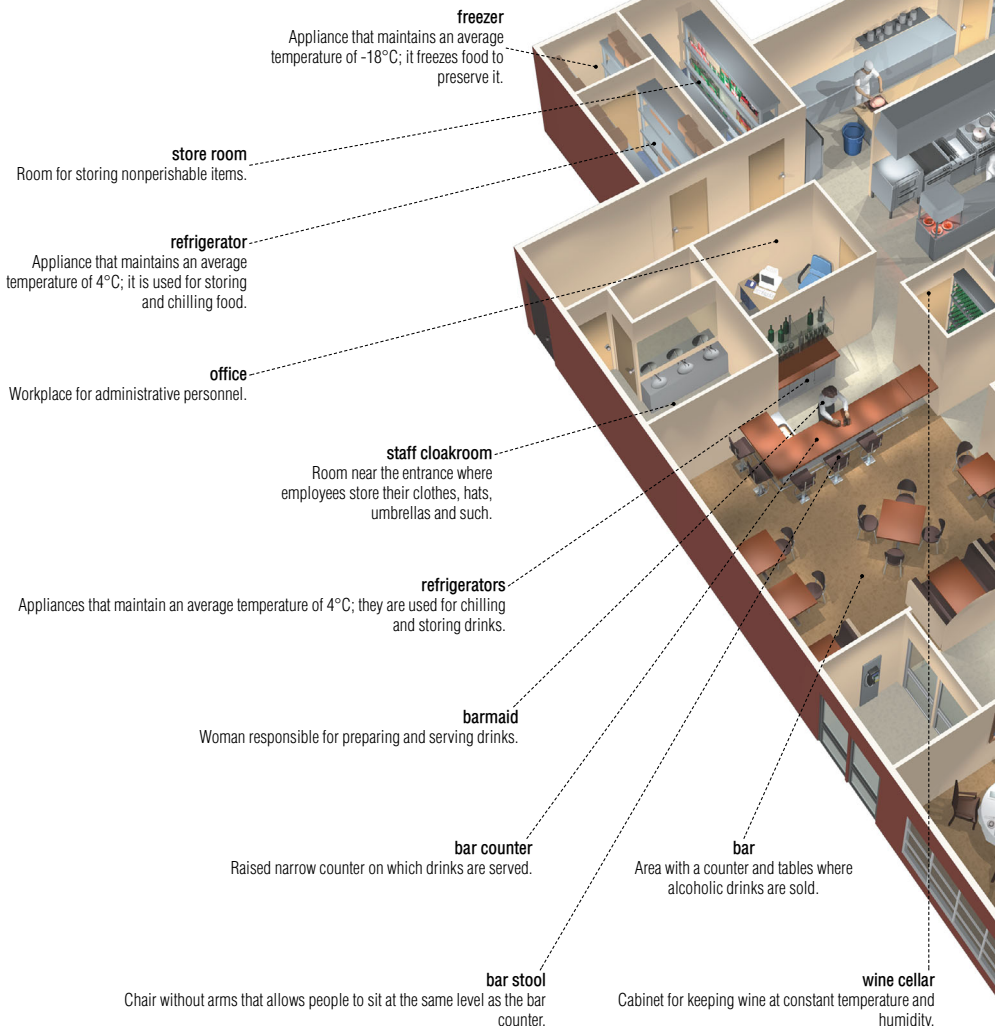 freezer
Appliance that maintains an average
temperature of -18°C; it freezes food to
preserve it.
store room
Room for storing nonperishable items.
refrigerator
Appliance that maintains an average
temperature of 4°C; it is used for storing
and chilling food.
office
Workplace for administrative personnel.
staff cloakroom
Room near the entrance where
employees store their clothes, hats,
umbrellas and such.
refrigerators
Appliances that maintain an average temperature of 4°C; they are used for chilling
and storing drinks.
barmaid
Woman responsible for preparing and serving drinks.
bar counter
Raised narrow counter on which drinks are served.
bar
Area with a counter and tables where
alcoholic drinks are sold.
bar stool
Chair without arms that allows people to sit at the same level as the bar
counter.
wine cellar
Cabinet for keeping wine at constant temperature and
humidity.